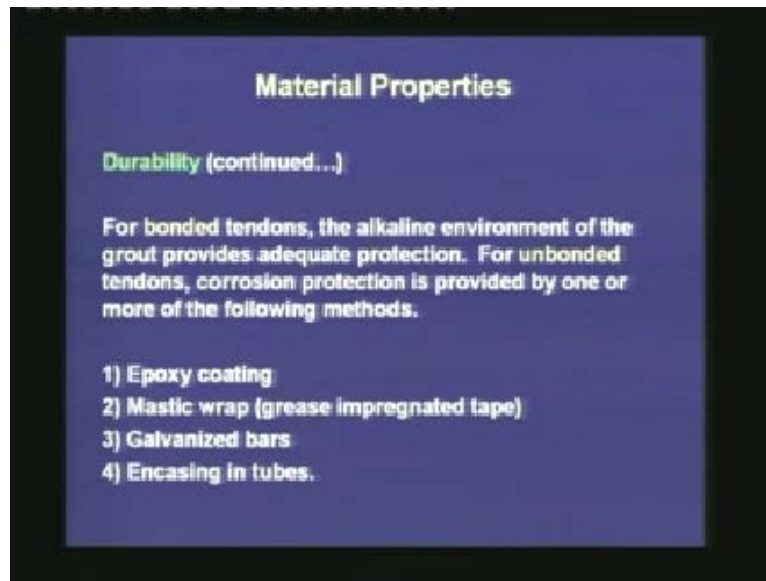 Material Properties
Durability (continued...)
For bonded tendons, the alkaline environment of the
grout provides adequate protection. For unbonded
tendons, corrosion protection is provided by one or
more of the following methods.
1) Epoxy coating
2) Mastic wrap (grease impregnated tape)
3) Galvanized bars
4) Encasing in tubes.